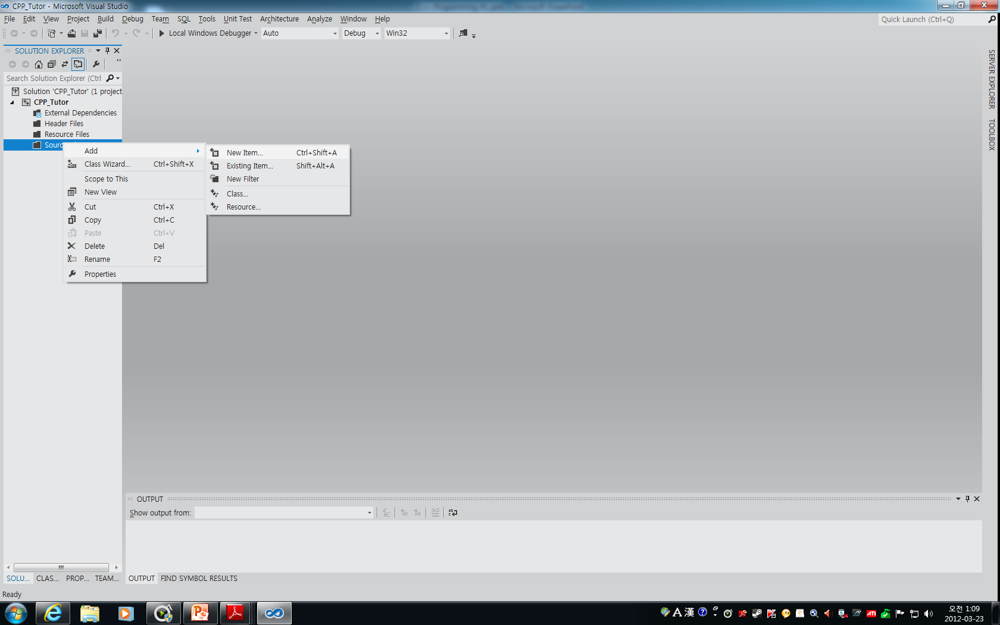 CPP_Tutor - Microsoft Visual Studio
File Edit View Project Build Debug Team SQL Tools Unit Test Architecture Analyze Window Help
Quick Launch (Ctrl+Q)
Local Windows Debugger Auto Debug Win32
SOLUTION EXPLORER
Search Solution Explorer (Ctrl
Solution 'CPP_Tutor' (1 project
CPP_Tutor
External Dependencies
Header Files
Resource Files
Sourc
Add
Class Wizard... Ctrl+Shift+X
Scope to This
New View
Cut Ctrl+X
Copy Ctrl+C
Paste Ctrl+V
Delete Del
Rename F2
Properties
New Item... Ctrl+Shift+A
Existing Item... Shift+Alt+A
New Filter
Class...
Resource...
SERVER EXPLORER
TOOLBOX
OUTPUT
Show output from:
SOLU... CLAS... PROP... TEAM...
OUTPUT FIND SYMBOL RESULTS
Ready
A 漢
ATI
오전 1:09
2012-03-23